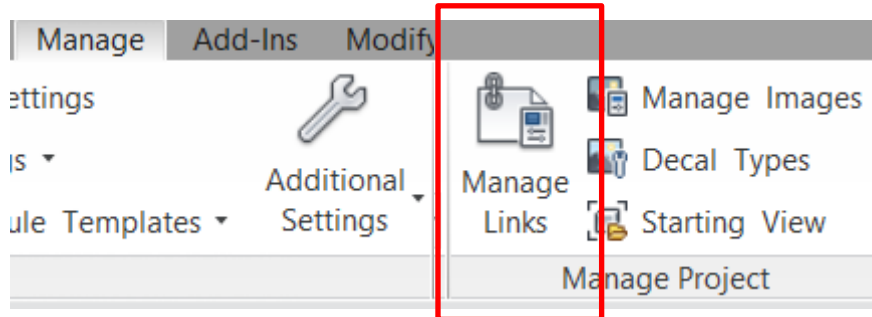 Manage Add-Ins Modify
ettings
gs
ule Templates
Additional
Settings
Manage
Links
Manage Images
Decal Types
Starting View
Manage Project